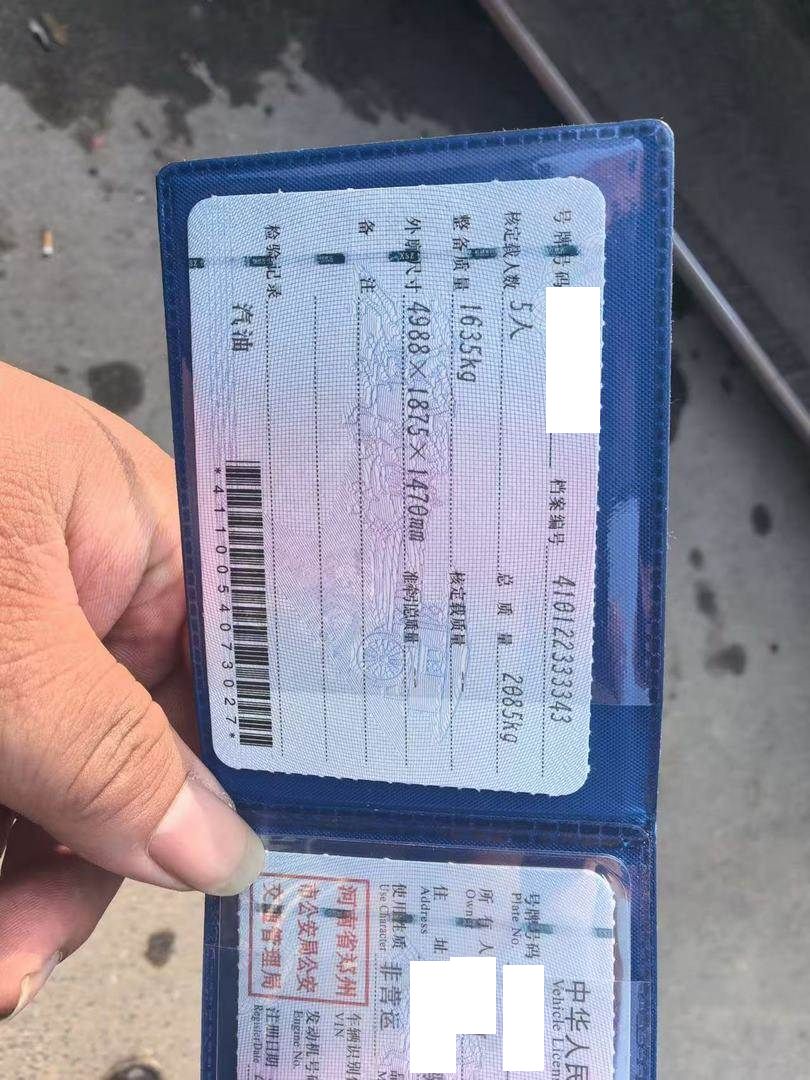 号牌号码 档案编号 410122333343
核定载人数 5人 总质量 2085kg
整备质量 1635kg 核定载质量 --
外廓尺寸 4988×1875×1470mm 准牵引总质量 --
备注
检验记录
汽油 *4110054073027*
中华人民
Vehicle Licen
号牌号码
Plate No.
所有人
Owner
住址
Address
使用性质 非营运 品
Use Character
河南省郑州
市公安局公安
交通管理局
车辆识别
VIN
发动机号
Engine No.
注册日期
Register Date